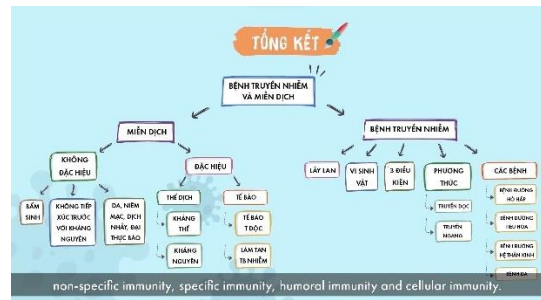 TỔNG KẾT
BỆNH TRUYỀN NHIỄM
VÀ MIỄN DỊCH
MIỄN DỊCH
BỆNH TRUYỀN NHIỄM
KHÔNG
ĐẶC HIỆU
ĐẶC HIỆU
LÂY LAN
VI SINH
VẬT
3 ĐIỀU
KIỆN
PHƯƠNG
THỨC
CÁC BỆNH
BẨM
SINH
KHÔNG TIẾP
XÚC TRƯỚC
VỚI KHÁNG
NGUYÊN
DA, NIÊM
MẠC, DỊCH
NHẦY, ĐẠI
THỰC BÀO
THỂ DỊCH
TẾ BÀO
KHÁNG
THỂ
KHÁNG
NGUYÊN
TẾ BÀO
T ĐỘC
LÀM TAN
TB NHIỄM
TRUYỀN DỌC
TRUYỀN
NGANG
BỆNH ĐƯỜNG
HÔ HẤP
BỆNH ĐƯỜNG
TIÊU HÓA
BỆNH ĐƯỜNG
HỆ THẦN KINH
BỆNH DA
non-specific immunity, specific immunity, humoral immunity and cellular immunity.